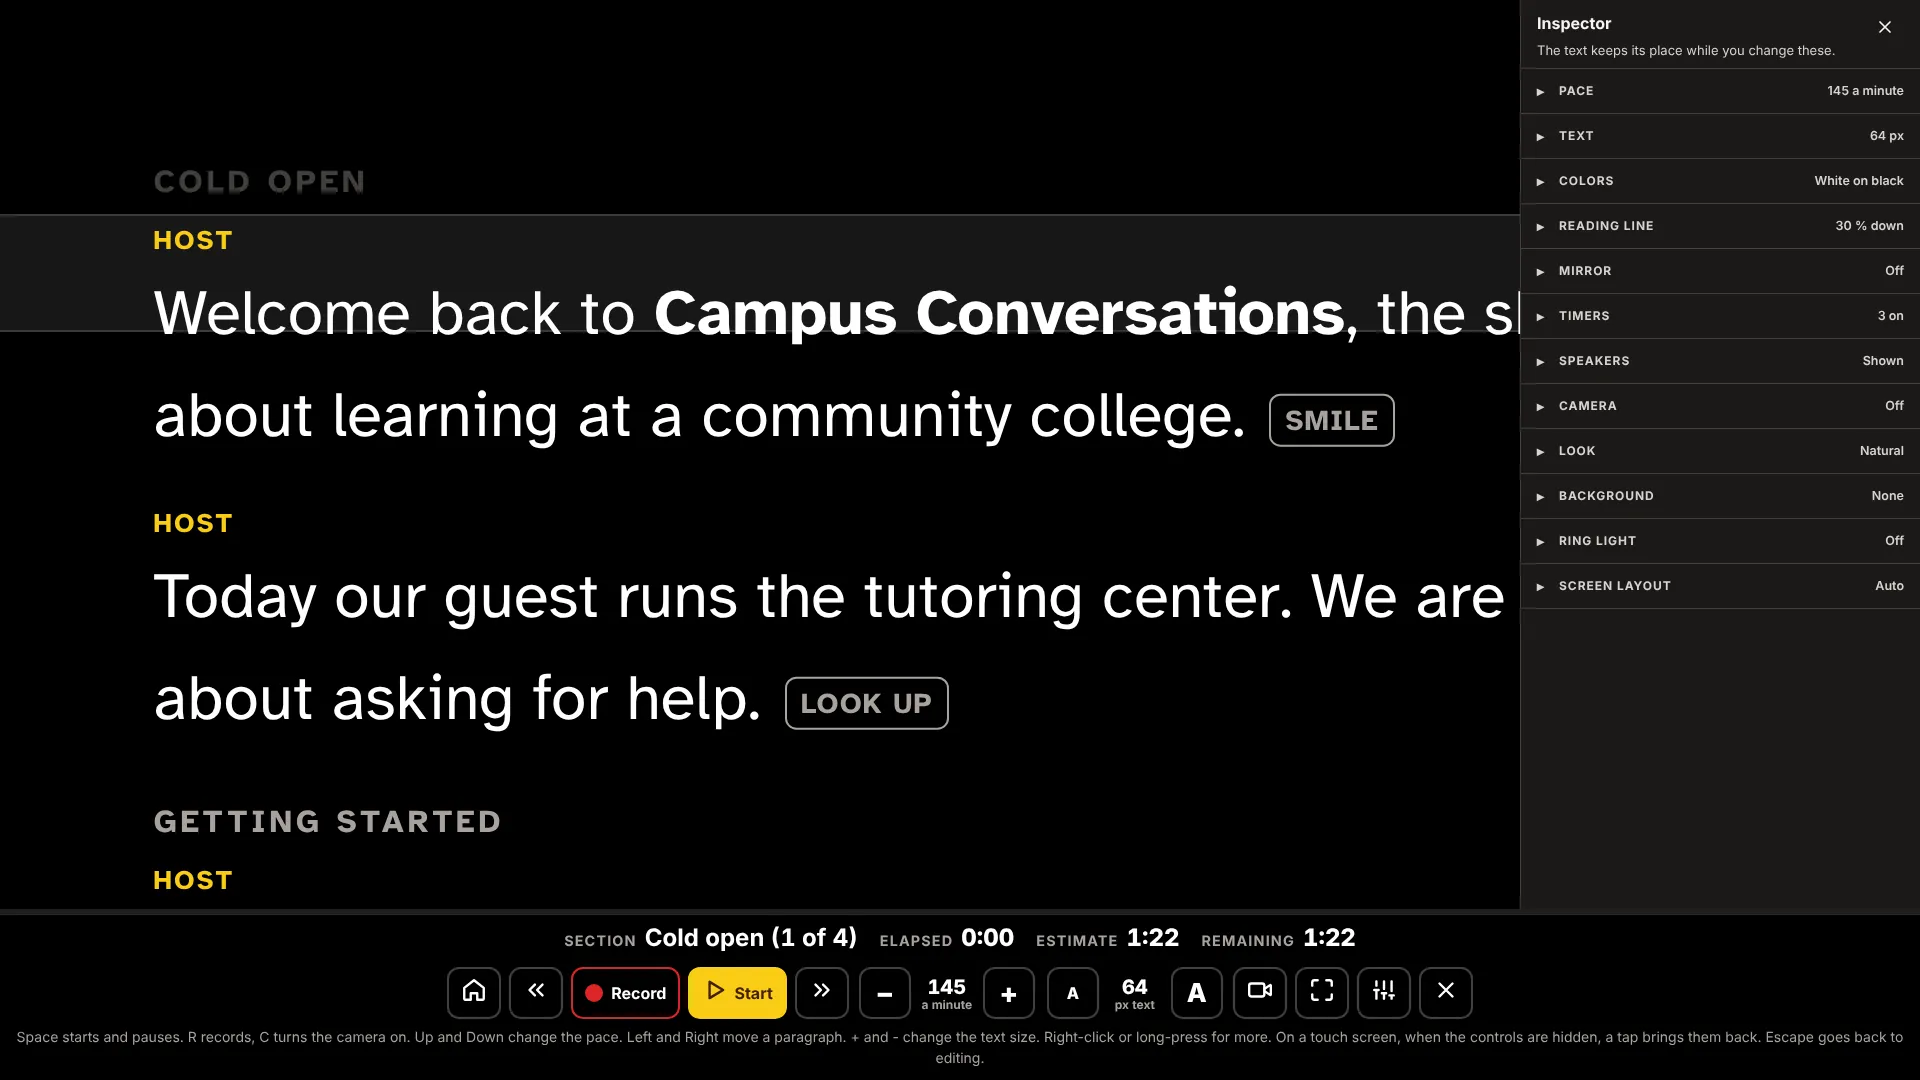 COLD OPEN
HOST
Welcome back to Campus Conversations, the
about learning at a community college. SMILE
HOST
Today our guest runs the tutoring center. We are
about asking for help. LOOK UP
GETTING STARTED
HOST
Inspector
The text keeps its place while you change these.
PACE 145 a minute
TEXT 64 px
COLORS White on black
READING LINE 30 % down
MIRROR Off
TIMERS 3 on
SPEAKERS Shown
CAMERA Off
LOOK Natural
BACKGROUND None
RING LIGHT Off
SCREEN LAYOUT Auto
SECTION Cold open (1 of 4) ELAPSED 0:00 ESTIMATE 1:22 REMAINING 1:22
Record Start 145 a minute A 64 px text A
Space starts and pauses. R records, C turns the camera on. Up and Down change the pace. Left and Right move a paragraph. + and - change the text size. Right-click or long-press for more. On a touch screen, when the controls are hidden, a tap brings them back. Escape goes back to
editing.